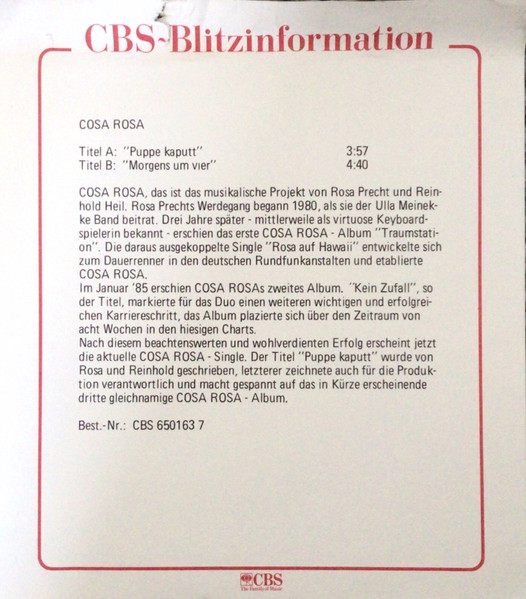 CBS-Blitzinformation
COSA ROSA
Titel A: "Puppe kaputt" 3:57
Titel B: "Morgens um vier" 4:40
COSA ROSA, das ist das musikalische Projekt von Rosa Precht und Rein-
hold Heil. Rosa Prechts Werdegang begann 1980, als sie der Ulla Meinek-
ke Band beitrat. Drei Jahre später - mittlerweile als virtuose Keyboard-
spielerin bekannt - erschien das erste COSA ROSA - Album "Traumstati-
on". Die daraus ausgekoppelte Single "Rosa auf Hawaii" entwickelte sich
zum Dauerrenner in den deutschen Rundfunkanstalten und etablierte
COSA ROSA.
Im Januar '85 erschien COSA ROSAs zweites Album. "Kein Zufall", so
der Titel, markierte für das Duo einen weiteren wichtigen und erfolgrei-
chen Karriereschritt, das Album plazierte sich über den Zeitraum von
acht Wochen in den hiesigen Charts.
Nach diesem beachtenswerten und wohlverdienten Erfolg erscheint jetzt
die aktuelle COSA ROSA - Single. Der Titel "Puppe kaputt" wurde von
Rosa und Reinhold geschrieben, letzterer zeichnete auch für die Produk-
tion verantwortlich und macht gespannt auf das in Kürze erscheinende
dritte gleichnamige COSA ROSA - Album.
Best.-Nr.: CBS 650163 7
CBS
The Family of Music